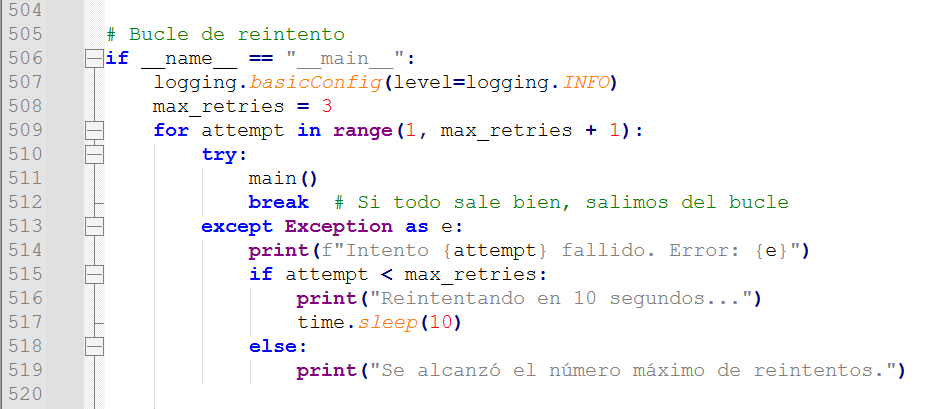 504
505 # Bucle de reintento
506 if __name__ == "__main__":
507     logging.basicConfig(level=logging.INFO)
508     max_retries = 3
509     for attempt in range(1, max_retries + 1):
510         try:
511             main()
512             break  # Si todo sale bien, salimos del bucle
513         except Exception as e:
514             print(f"Intento {attempt} fallido. Error: {e}")
515             if attempt < max_retries:
516                 print("Reintentando en 10 segundos...")
517                 time.sleep(10)
518             else:
519                 print("Se alcanzó el número máximo de reintentos.")
520